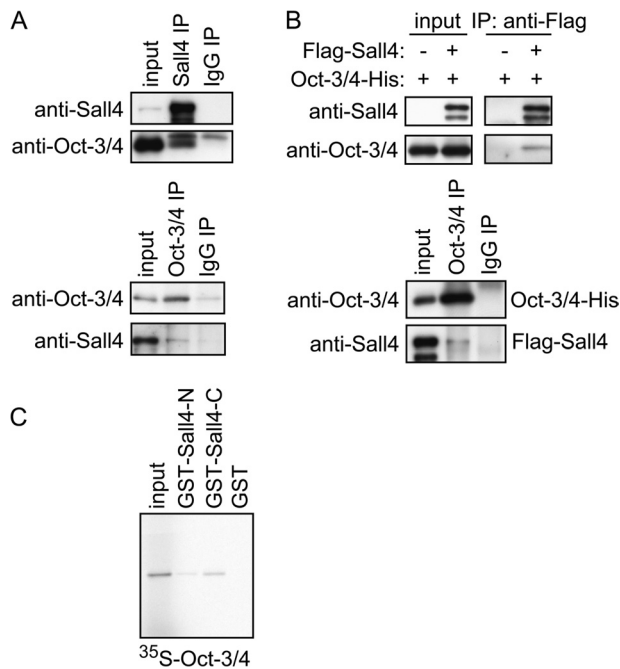 A
input
Sall4 IP
IgG IP
anti-Sall4
anti-Oct-3/4
input
Oct-3/4 IP
IgG IP
anti-Oct-3/4
anti-Sall4
B
input IP: anti-Flag
Flag-Sall4: - + - +
Oct-3/4-His: + + + +
anti-Sall4
anti-Oct-3/4
input
Oct-3/4 IP
IgG IP
anti-Oct-3/4 Oct-3/4-His
anti-Sall4 Flag-Sall4
C
input
GST-Sall4-N
GST-Sall4-C
GST
35S-Oct-3/4